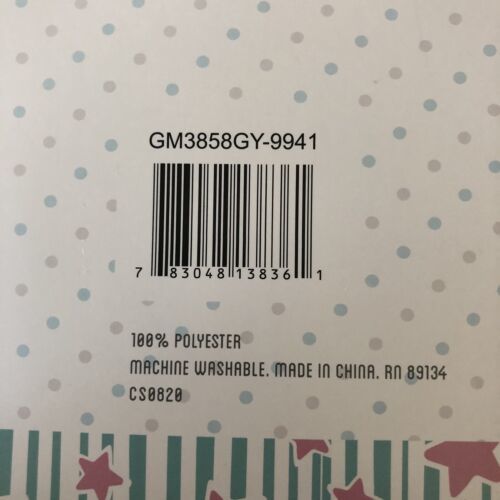 GM3858GY-9941
7 83048 13836 1
100% POLYESTER
MACHINE WASHABLE. MADE IN CHINA. RN 89134
CS0820